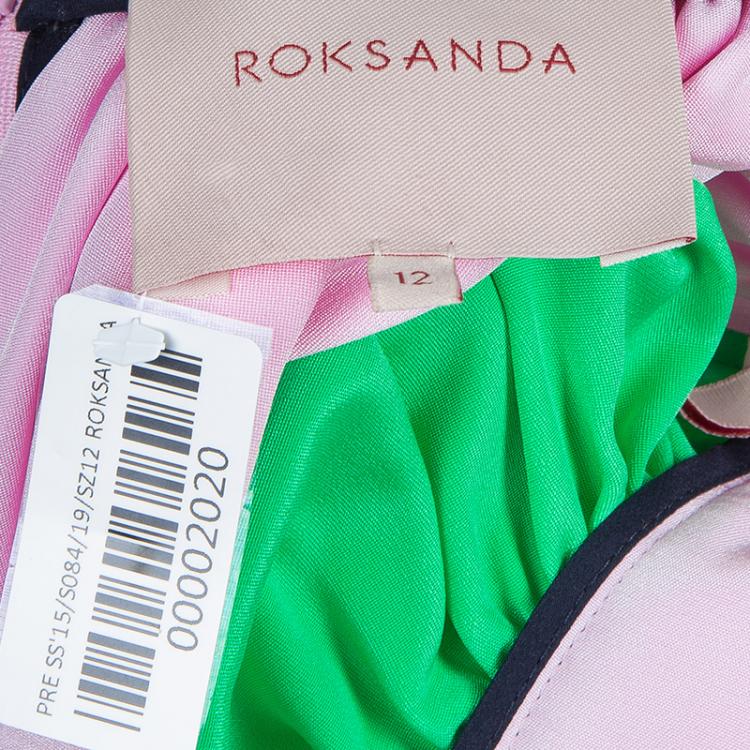 ROKSANDA
12
PRE SS'15/S084/19/SZ12 ROKSANDA
00002020